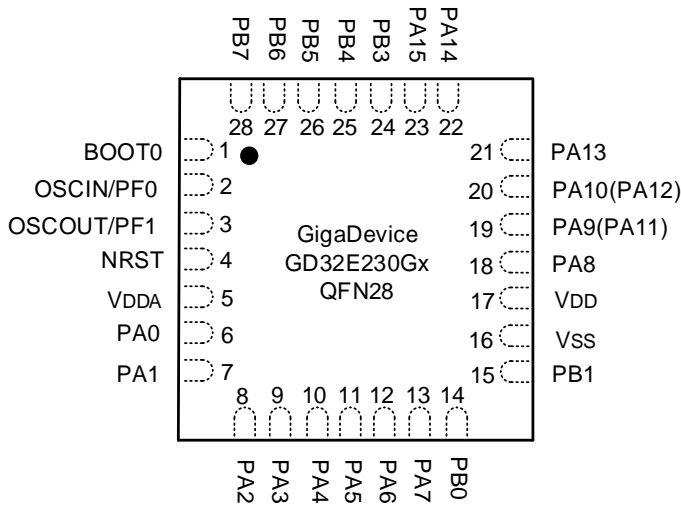 PB7 PB6 PB5 PB4 PB3 PA15 PA14
28 27 26 25 24 23 22
BOOT0 1
OSCIN/PF0 2
OSCOUT/PF1 3
NRST 4
VDDA 5
PA0 6
PA1 7
GigaDevice
GD32E230Gx
QFN28
21 PA13
20 PA10(PA12)
19 PA9(PA11)
18 PA8
17 VDD
16 VSS
15 PB1
8 9 10 11 12 13 14
PA2 PA3 PA4 PA5 PA6 PA7 PB0